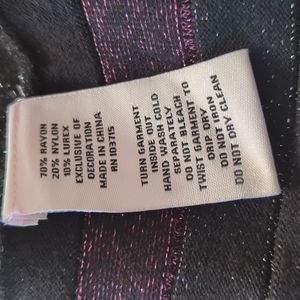 70% RAYON
20% NYLON
10% LUREX
EXCLUSIVE OF
DECORATION
MADE IN CHINA
RN 103715
TURN GARMENT
INSIDE OUT
HAND WASH COLD
SEPARATELY
DO NOT BLEACH
DO NOT BLEACH TO
TWIST GARMENT TO
DRIP DRY
DO NOT IRON
DO NOT DRY CLEAN